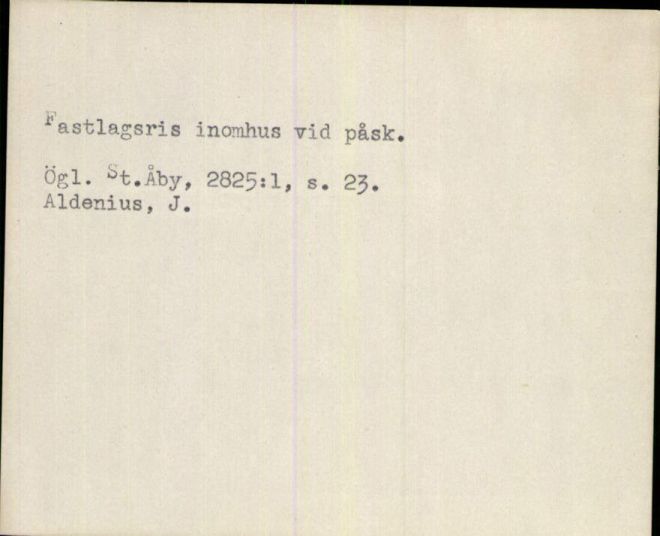 Fastlagsris inomhus vid påsk.
Ögl. St.Åby, 2825:1, s. 23.
Aldenius, J.